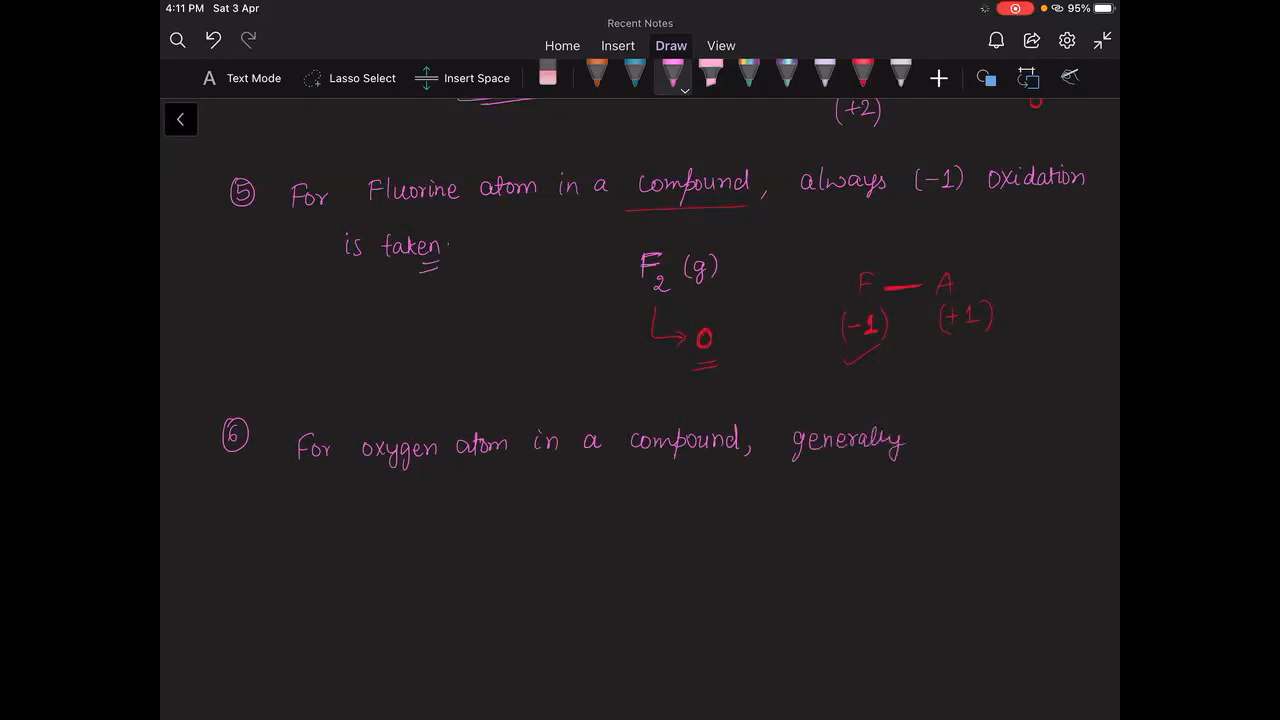 4:11 PM Sat 3 Apr
95%
Recent Notes
Home Insert Draw View
A Text Mode Lasso Select Insert Space
(+2)
⑤ For Fluorine atom in a compound, always (-1) oxidation
is taken.
F2 (g)
F — A
0
(-1) (+1)
⑥ For oxygen atom in a compound, generally